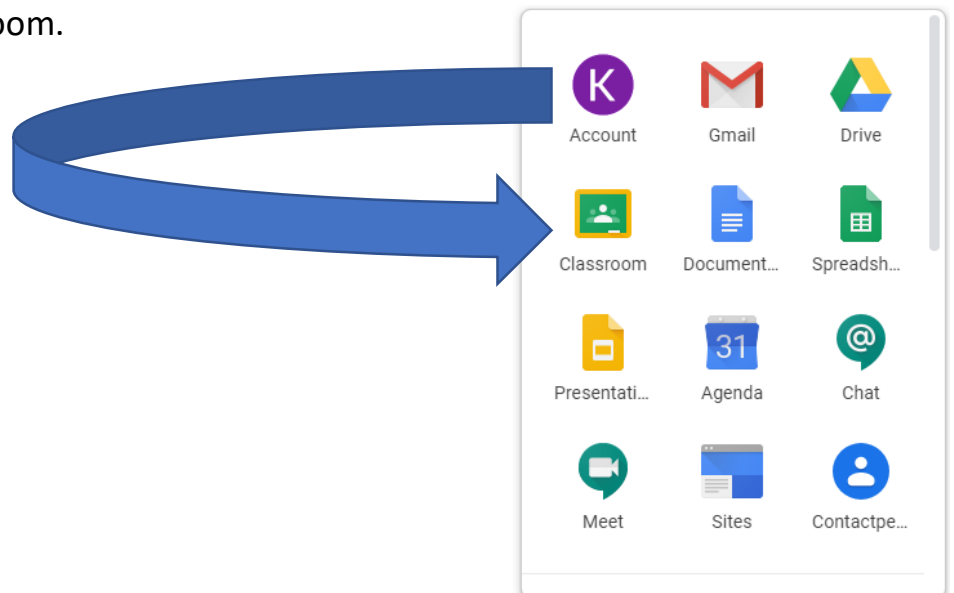 oom.
K
Account Gmail Drive
Classroom Document... Spreadsh...
31 @
Presentati... Agenda Chat
Meet Sites Contactpe...